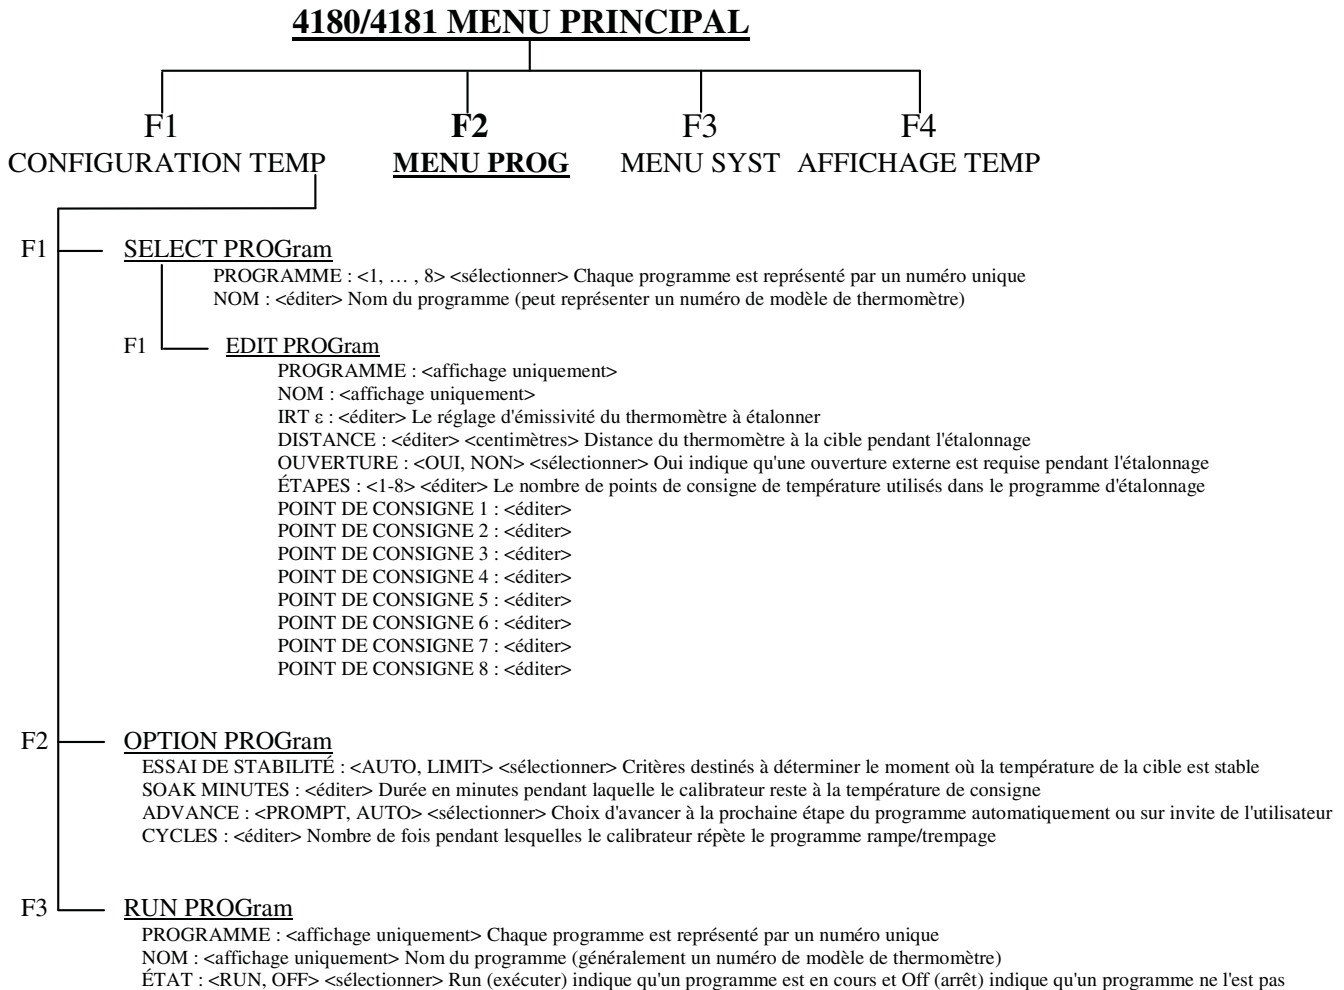 4180/4181 MENU PRINCIPAL
F1 F2 F3 F4
CONFIGURATION TEMP MENU PROG MENU SYST AFFICHAGE TEMP
F1 SELECT PROGram
PROGRAMME : <1, … , 8> <sélectionner> Chaque programme est représenté par un numéro unique
NOM : <éditer> Nom du programme (peut représenter un numéro de modèle de thermomètre)
F1 EDIT PROGram
PROGRAMME : <affichage uniquement>
NOM : <affichage uniquement>
IRT ε : <éditer> Le réglage d'émissivité du thermomètre à étalonner
DISTANCE : <éditer> <centimètres> Distance du thermomètre à la cible pendant l'étalonnage
OUVERTURE : <OUI, NON> <sélectionner> Oui indique qu'une ouverture externe est requise pendant l'étalonnage
ÉTAPES : <1-8> <éditer> Le nombre de points de consigne de température utilisés dans le programme d'étalonnage
POINT DE CONSIGNE 1 : <éditer>
POINT DE CONSIGNE 2 : <éditer>
POINT DE CONSIGNE 3 : <éditer>
POINT DE CONSIGNE 4 : <éditer>
POINT DE CONSIGNE 5 : <éditer>
POINT DE CONSIGNE 6 : <éditer>
POINT DE CONSIGNE 7 : <éditer>
POINT DE CONSIGNE 8 : <éditer>
F2 OPTION PROGram
ESSAI DE STABILITÉ : <AUTO, LIMIT> <sélectionner> Critères destinés à déterminer le moment où la température de la cible est stable
SOAK MINUTES : <éditer> Durée en minutes pendant laquelle le calibrateur reste à la température de consigne
ADVANCE : <PROMPT, AUTO> <sélectionner> Choix d'avancer à la prochaine étape du programme automatiquement ou sur invite de l'utilisateur
CYCLES : <éditer> Nombre de fois pendant lesquelles le calibrateur répète le programme rampe/trempage
F3 RUN PROGram
PROGRAMME : <affichage uniquement> Chaque programme est représenté par un numéro unique
NOM : <affichage uniquement> Nom du programme (généralement un numéro de modèle de thermomètre)
ÉTAT : <RUN, OFF> <sélectionner> Run (exécuter) indique qu'un programme est en cours et Off (arrêt) indique qu'un programme ne l'est pas